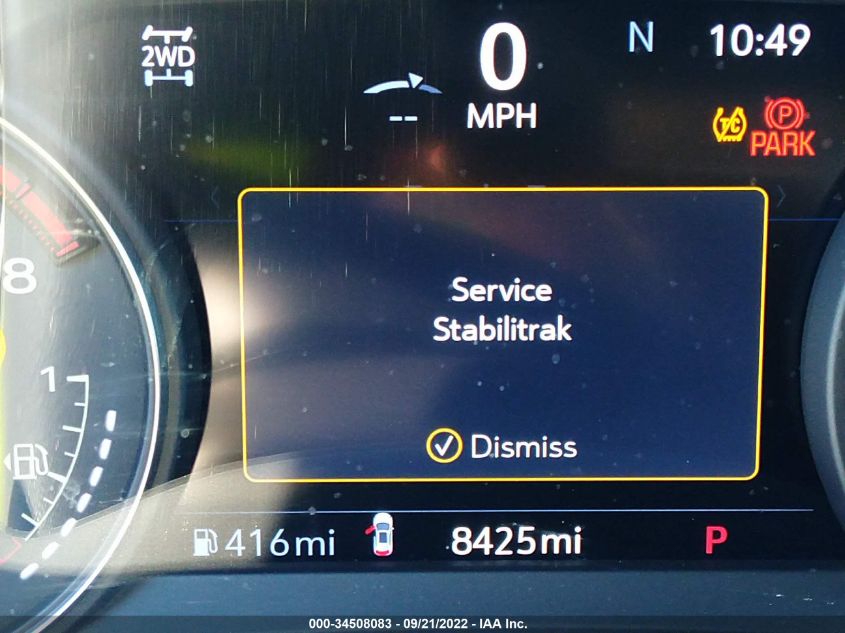 2WD
0
MPH
N
10:49
--
TC
P
PARK
8
Service
Stabilitrak
1
Dismiss
416mi
8425mi
P
000-34508083 - 09/21/2022 - IAA Inc.